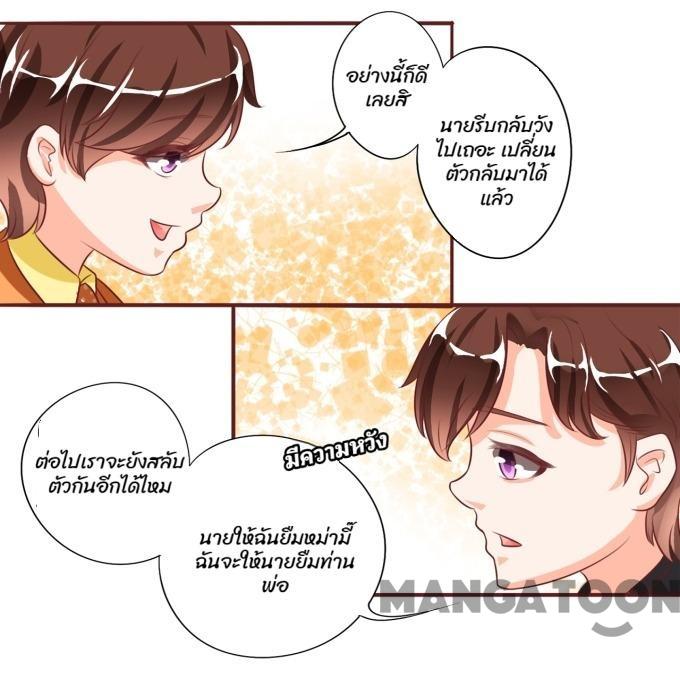 อย่างนี้ก็ดี
เลยสิ
นายรีบกลับวัง
ไปเถอะ เปลี่ยน
ตัวกลับมาได้
แล้ว
ต่อไปเราจะยังสลับ
ตัวกันอีกได้ไหม
มีความหวัง
นายให้ฉันยืมหม่ามี๊
ฉันจะให้นายยืมท่าน
พ่อ
MANGATOON